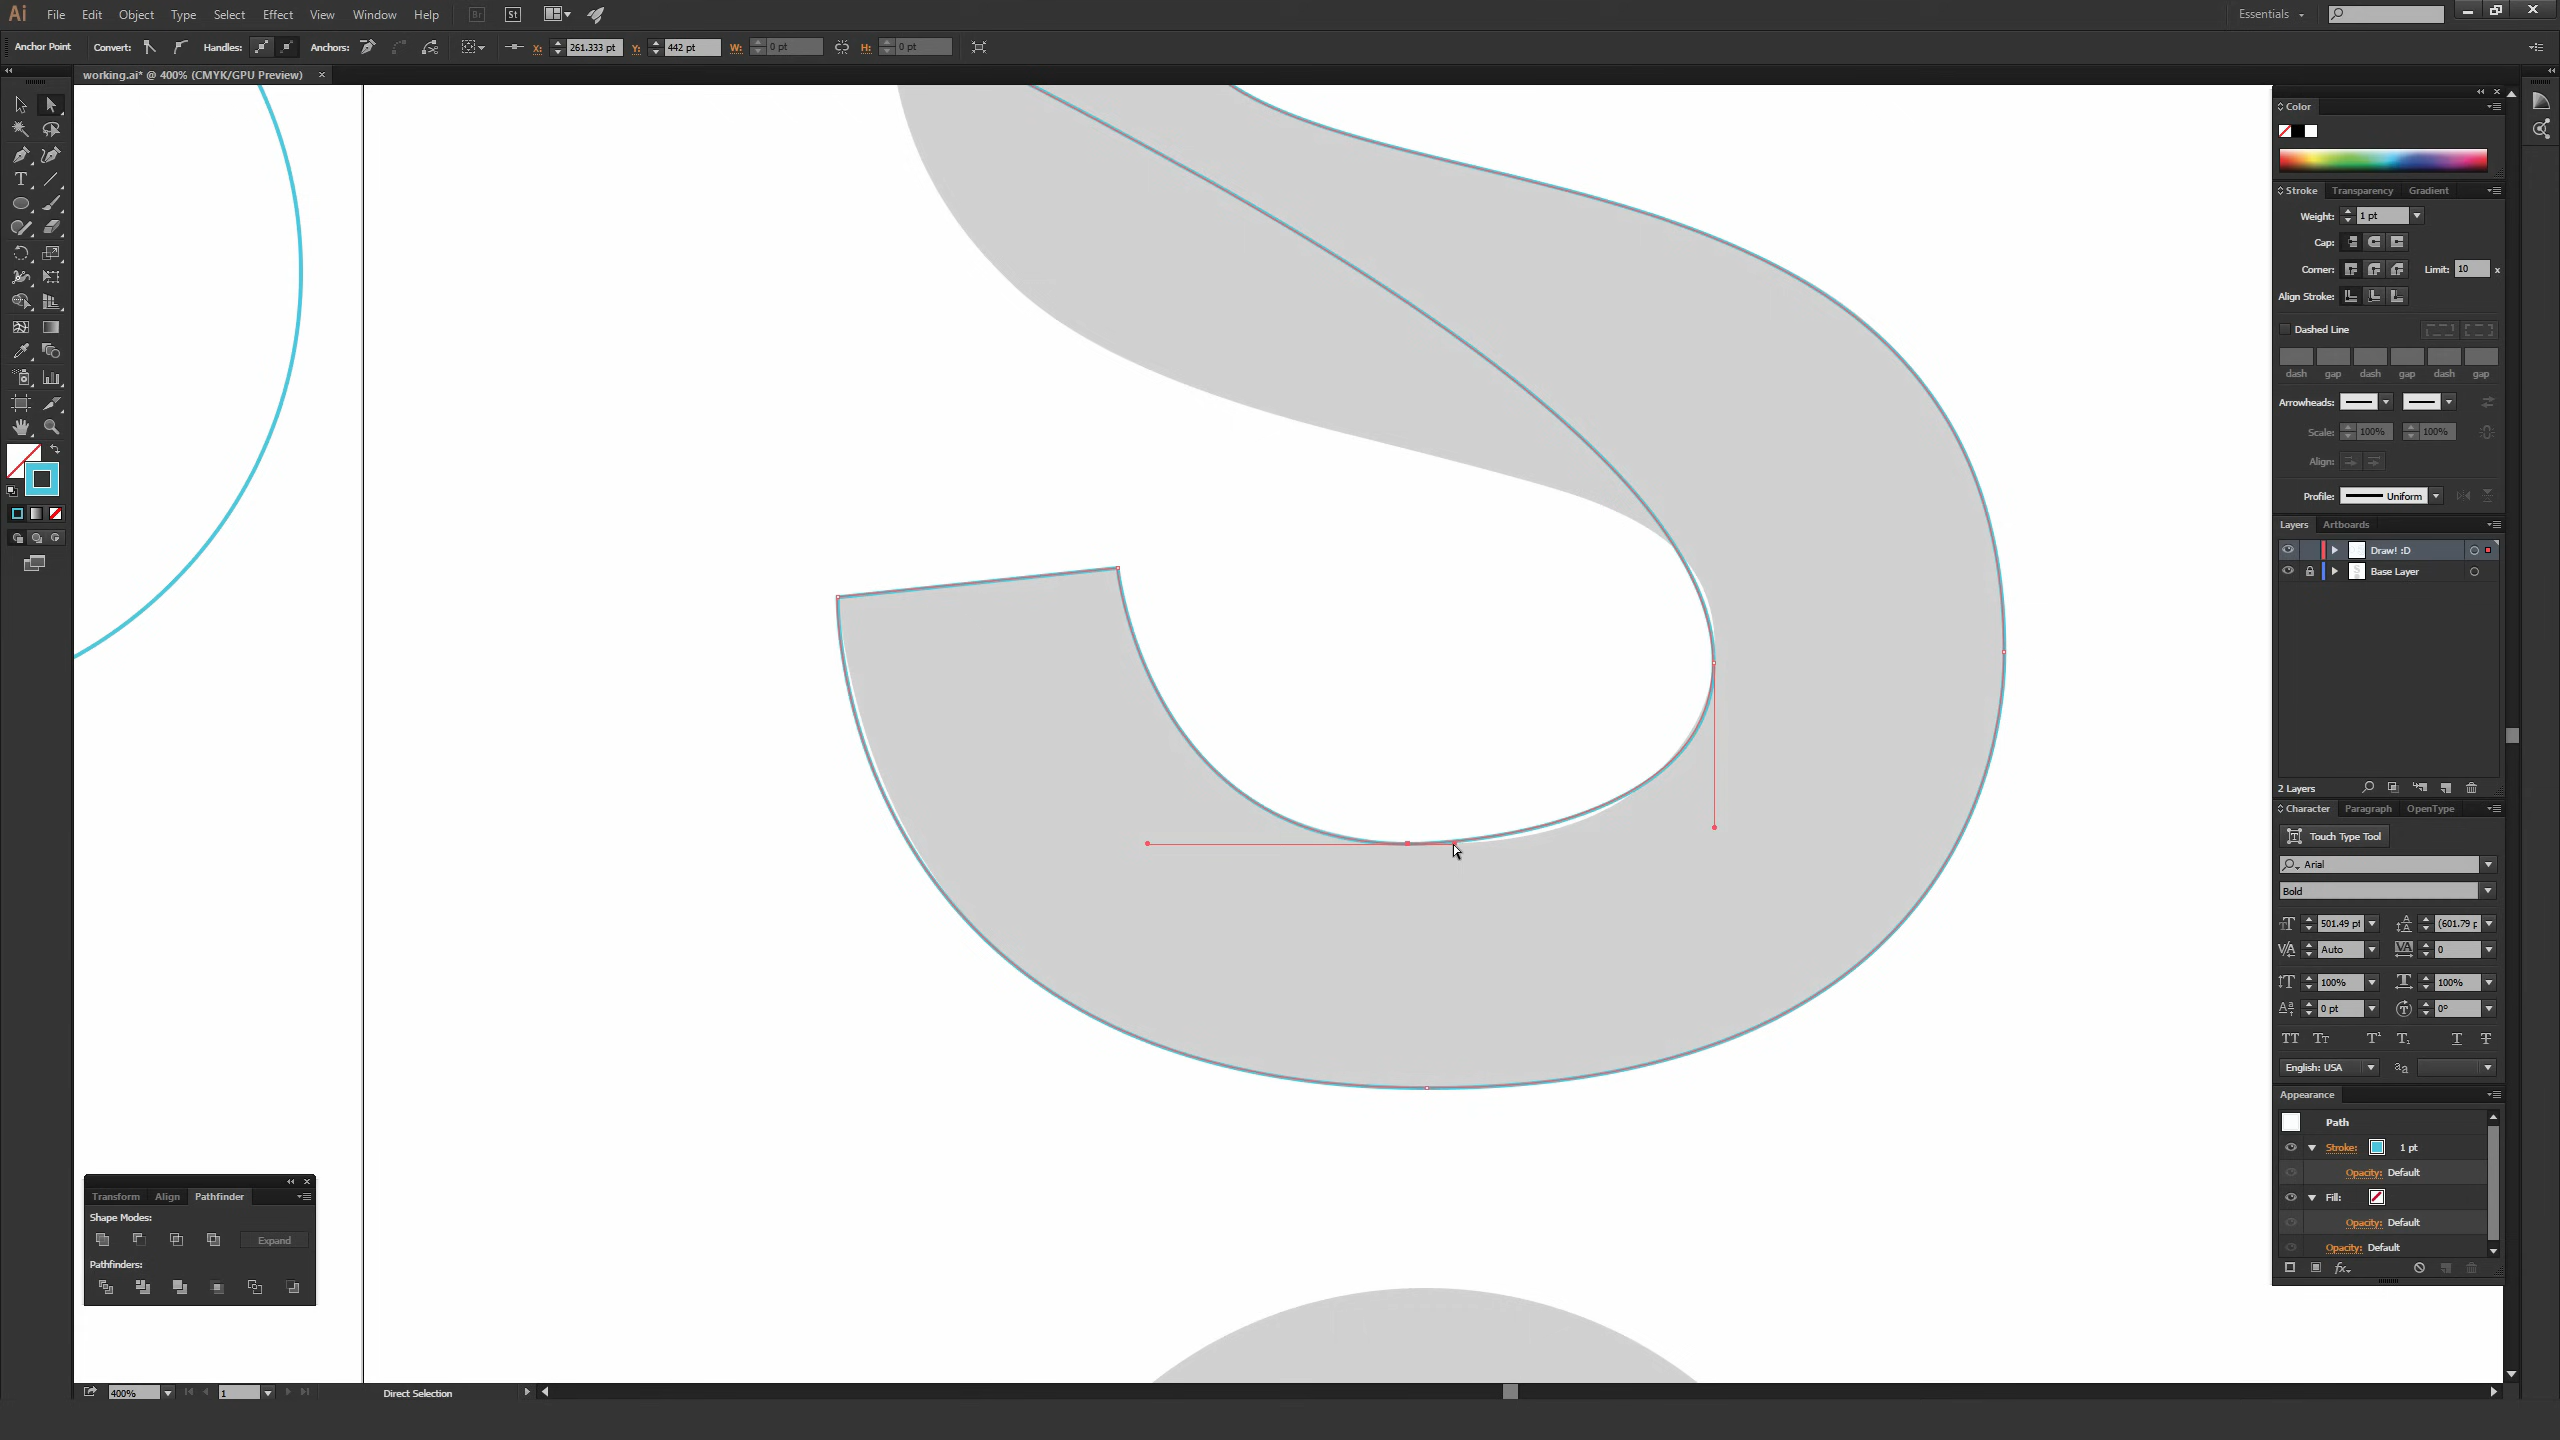 Ai File Edit Object Type Select Effect View Window Help Br St Essentials
Anchor Point Convert: Handles: Anchors: X: 261.333 pt Y: 442 pt W: 0 pt H: 0 pt
working.ai* @ 400% (CMYK/GPU Preview) ×
Color
Stroke Transparency Gradient
Weight: 1 pt
Cap:
Corner: Limit: 10 x
Align Stroke:
Dashed Line
dash gap dash gap dash gap
Arrowheads:
Scale: 100% 100%
Align:
Profile: Uniform
Layers Artboards
Draw! :D
Base Layer
2 Layers
Character Paragraph OpenType
Touch Type Tool
Arial
Bold
501.49 pt (601.79 p
Auto 0
100% 100%
0 pt 0°
English: USA
Appearance
Path
Stroke: 1 pt
Opacity: Default
Fill:
Opacity: Default
Opacity: Default
fx
Transform Align Pathfinder
Shape Modes:
Expand
Pathfinders:
400% 1 Direct Selection